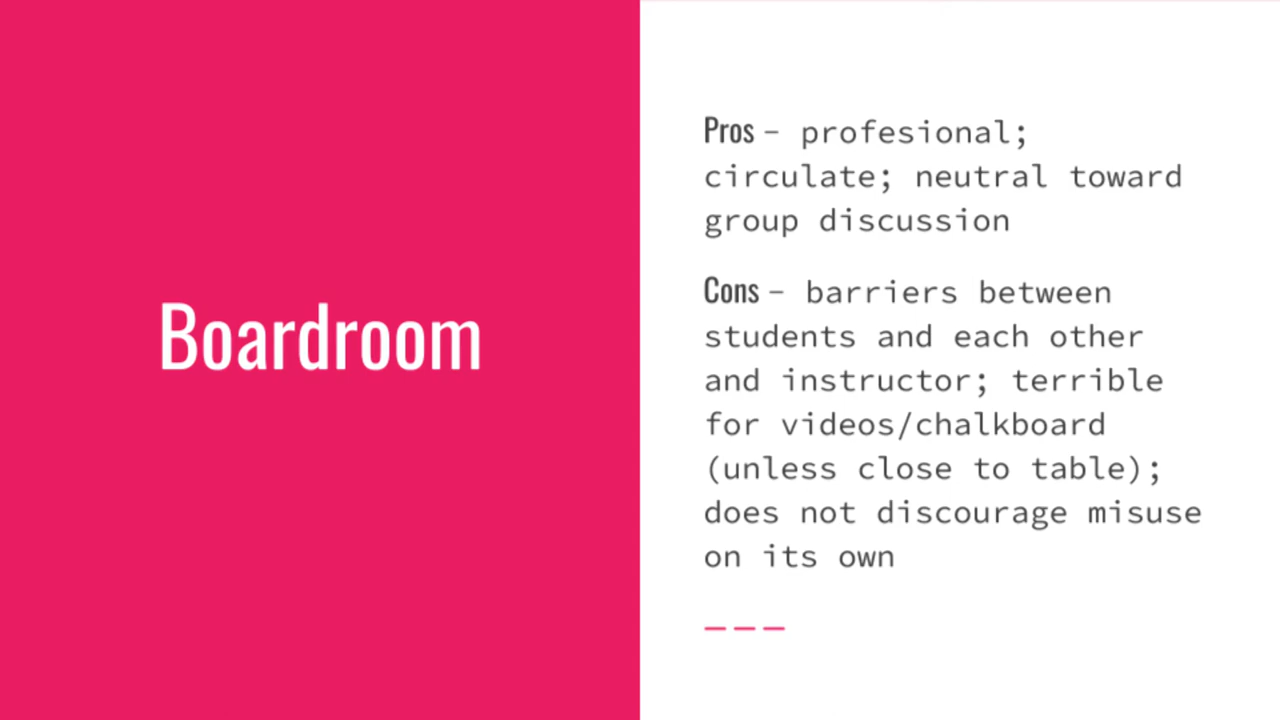 Boardroom
Pros – profesional;
circulate; neutral toward
group discussion
Cons – barriers between
students and each other
and instructor; terrible
for videos/chalkboard
(unless close to table);
does not discourage misuse
on its own